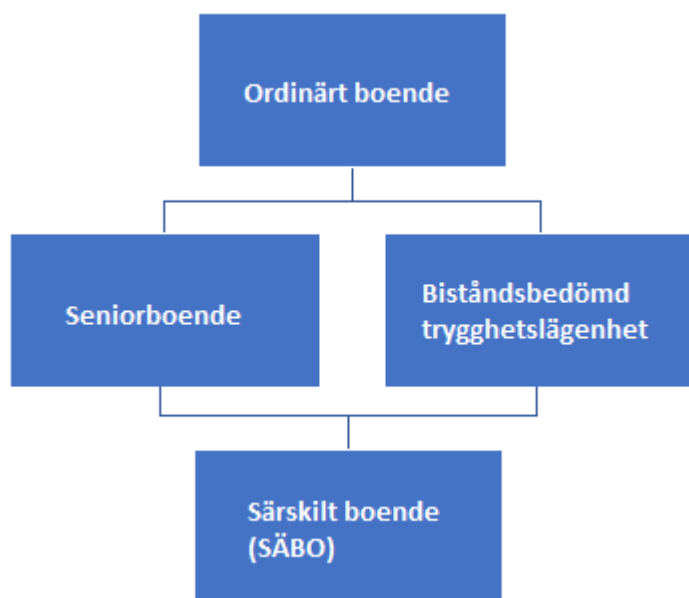 Ordinärt boende
Seniorboende
Biståndsbedömd
trygghetslägenhet
Särskilt boende
(SÄBO)